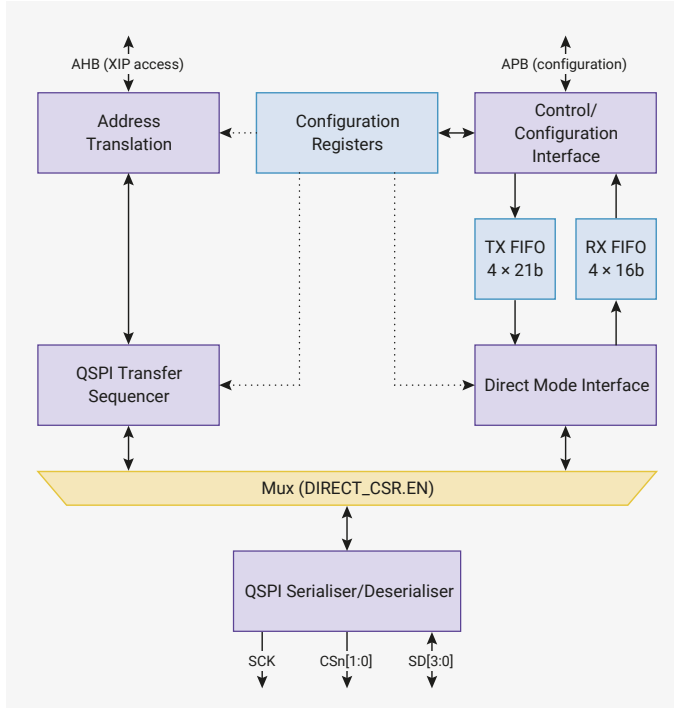 AHB (XIP access)
APB (configuration)
Address
Translation
Configuration
Registers
Control/
Configuration
Interface
TX FIFO
4 × 21b
RX FIFO
4 × 16b
QSPI Transfer
Sequencer
Direct Mode Interface
Mux (DIRECT_CSR.EN)
QSPI Serialiser/Deserialiser
SCK
CSn[1:0]
SD[3:0]